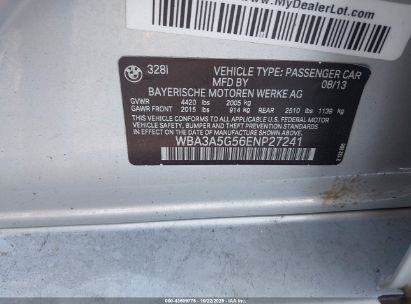 www.MyDealerLot.com
328I VEHICLE TYPE: PASSENGER CAR
MFD BY 08/13
BAYERISCHE MOTOREN WERKE AG
GVWR 4420 lbs 2005 kg
GAWR FRONT 2015 lbs 914 kg REAR 2510 lbs 1139 kg
THIS VEHICLE CONFORMS TO ALL APPLICABLE U.S. FEDERAL MOTOR
VEHICLE SAFETY, BUMPER AND THEFT PREVENTION STANDARDS
IN EFFECT ON THE DATE OF MANUFACTURE SHOWN ABOVE.
WBA3A5G56ENP27241